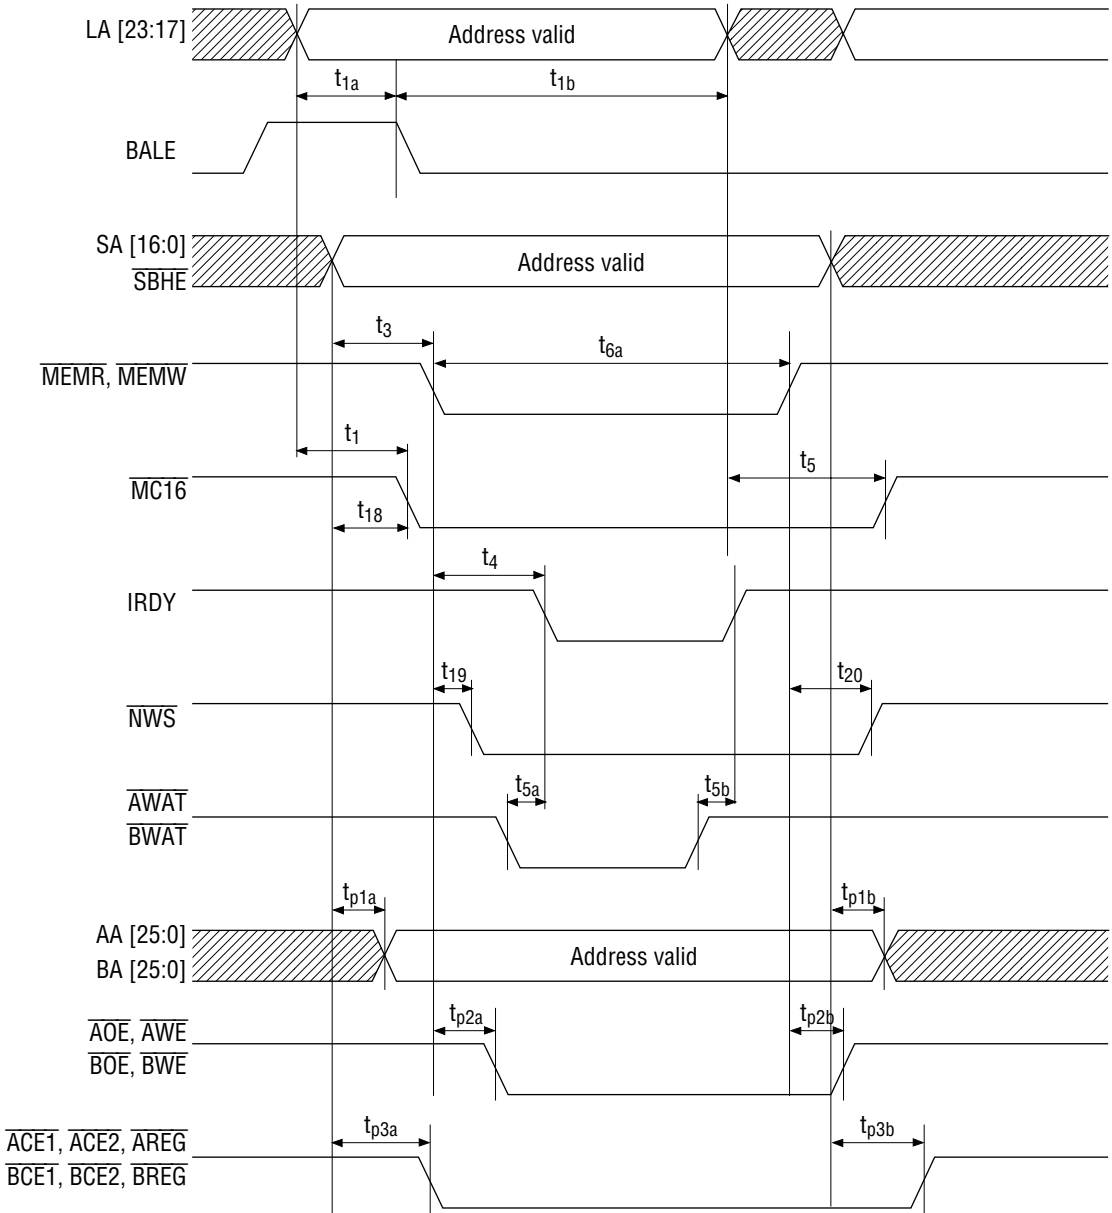 LA [23:17]
Address valid
t1a
t1b
BALE
SA [16:0]
SBHE
Address valid
t3
t6a
MEMR, MEMW
t1
t5
MC16
t18
t4
IRDY
t19
t20
NWS
t5a
t5b
AWAT
BWAT
tp1a
tp1b
AA [25:0]
BA [25:0]
Address valid
tp2a
tp2b
AOE, AWE
BOE, BWE
tp3a
tp3b
ACE1, ACE2, AREG
BCE1, BCE2, BREG